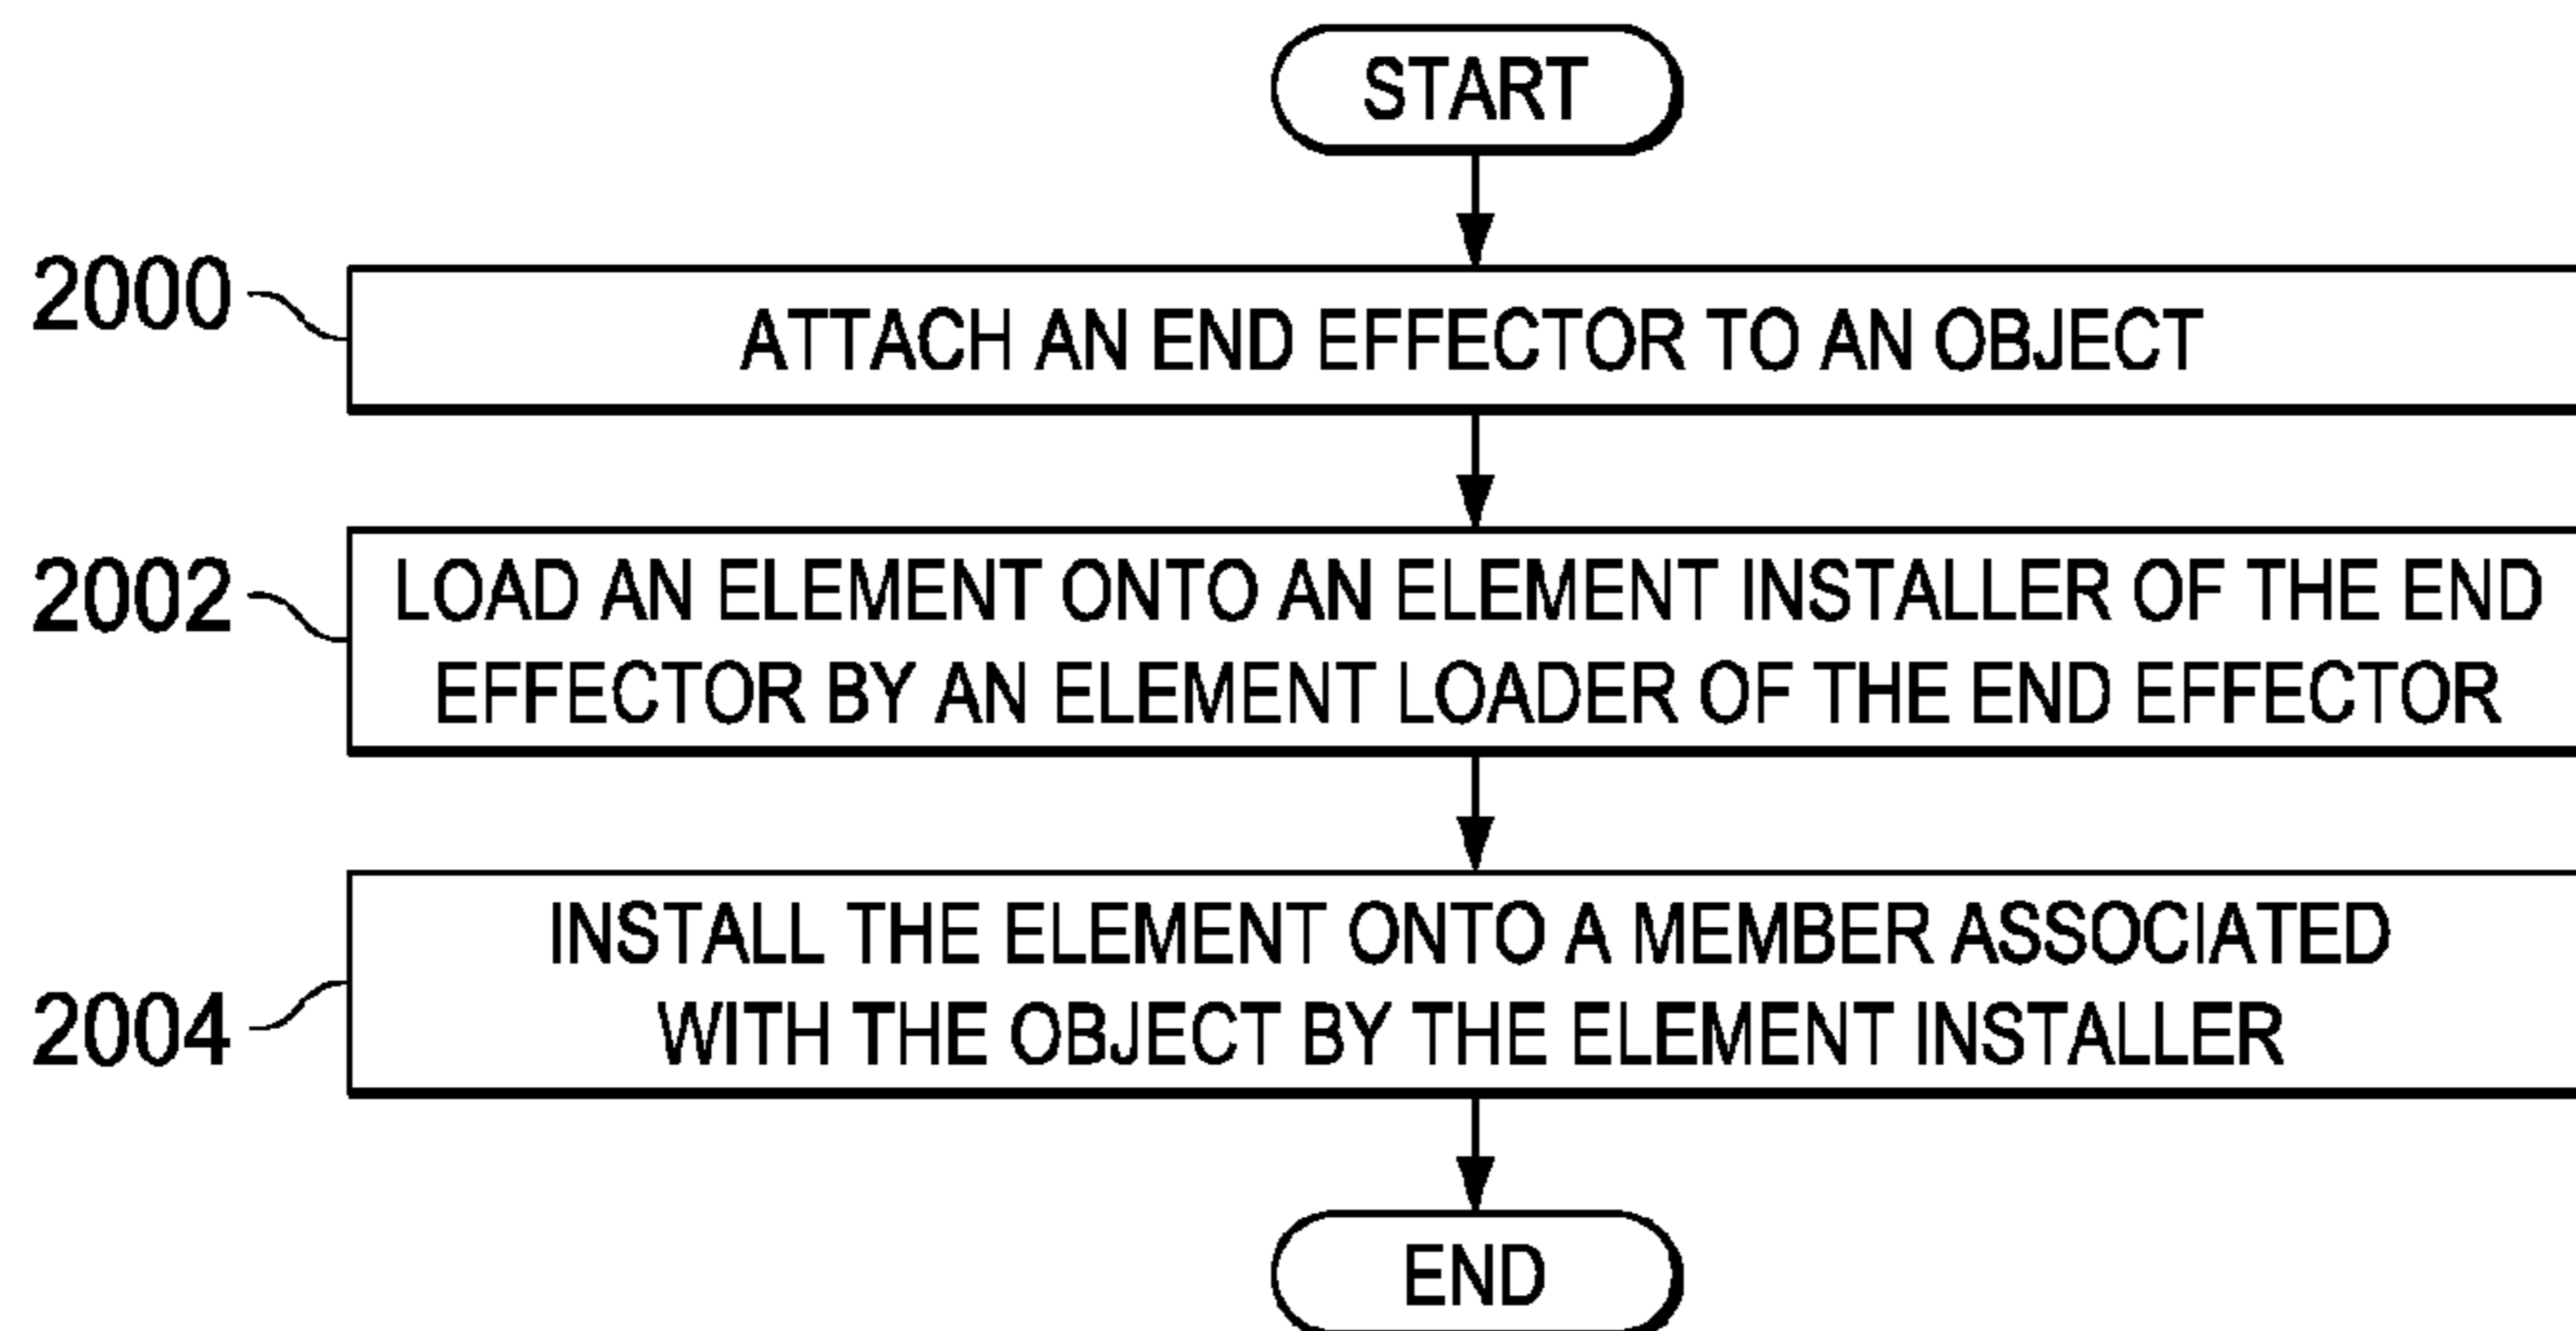 START
2000
ATTACH AN END EFFECTOR TO AN OBJECT
2002
LOAD AN ELEMENT ONTO AN ELEMENT INSTALLER OF THE END
EFFECTOR BY AN ELEMENT LOADER OF THE END EFFECTOR
2004
INSTALL THE ELEMENT ONTO A MEMBER ASSOCIATED
WITH THE OBJECT BY THE ELEMENT INSTALLER
END